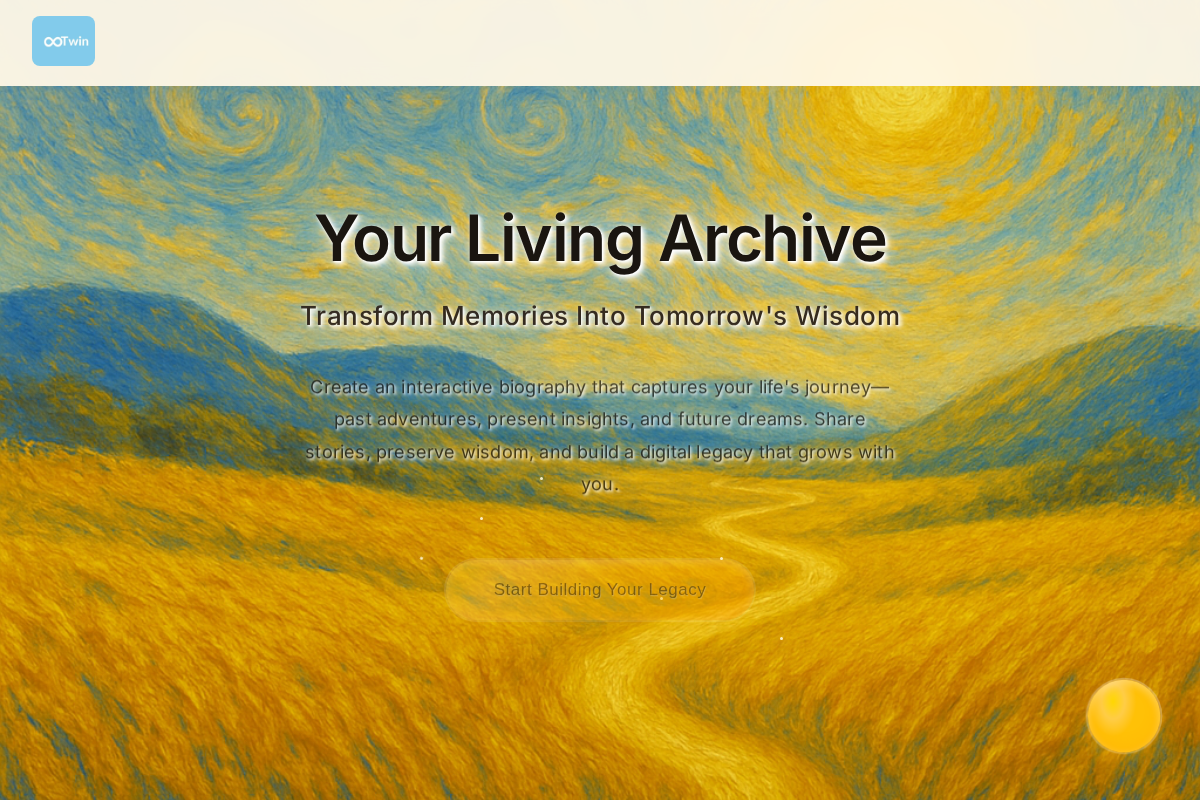 ∞Twin
Your Living Archive
Transform Memories Into Tomorrow's Wisdom
Create an interactive biography that captures your life's journey—
past adventures, present insights, and future dreams. Share
stories, preserve wisdom, and build a digital legacy that grows with
you.
Start Building Your Legacy